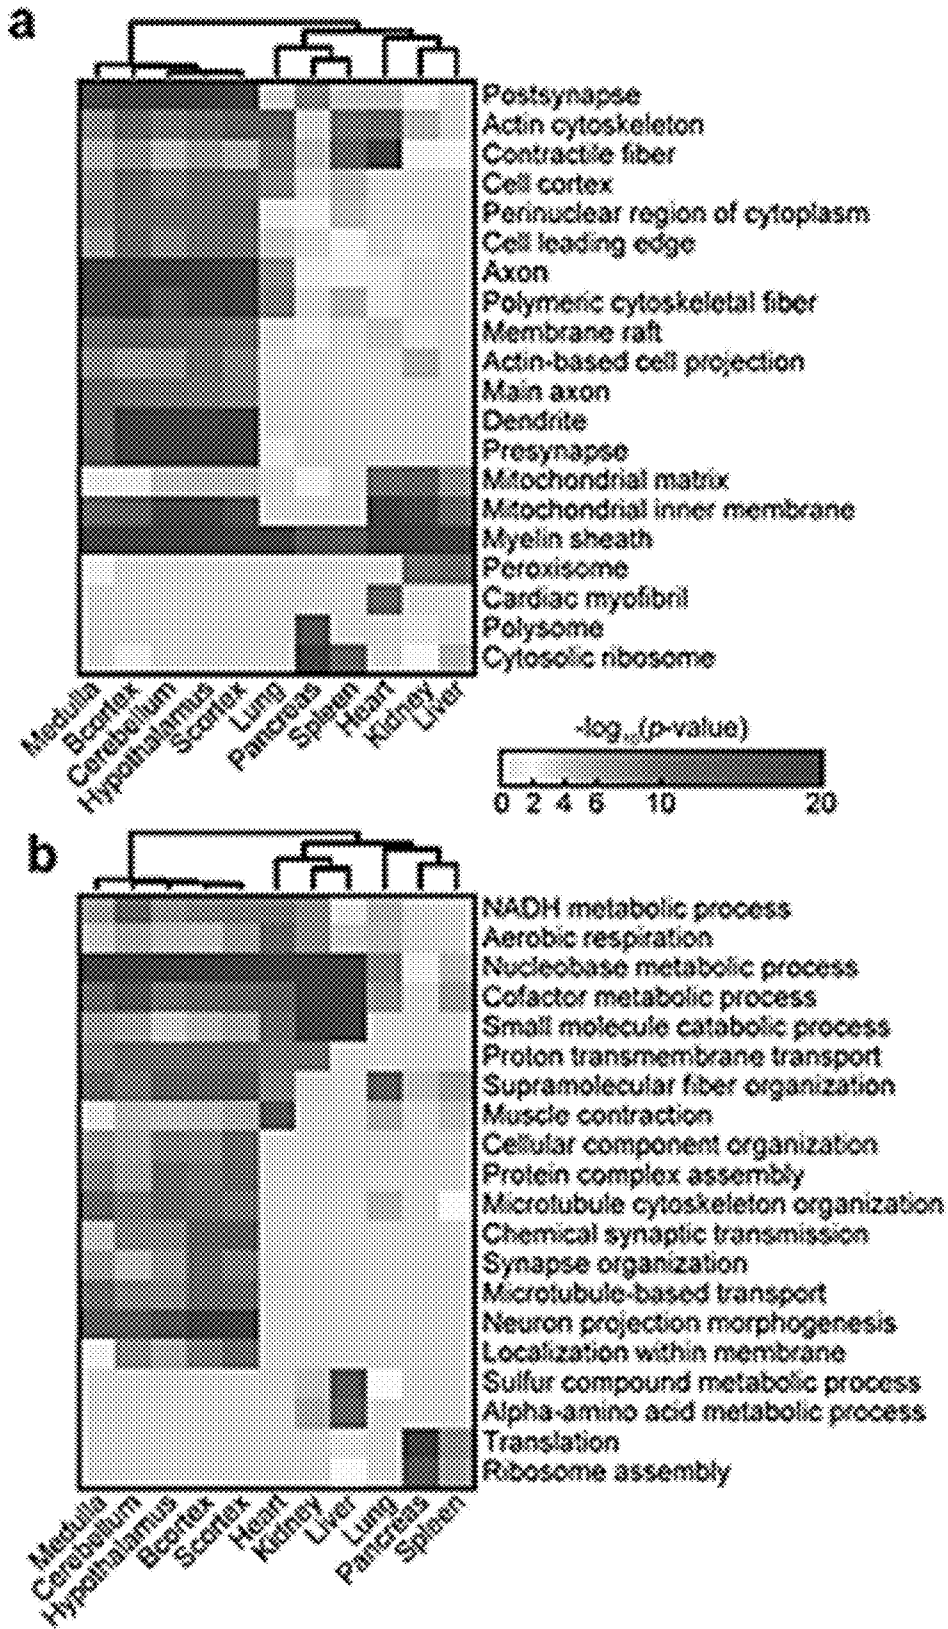 a
Postsynapse
Actin cytoskeleton
Contractile fiber
Cell cortex
Perinuclear region of cytoplasm
Cell leading edge
Axon
Polymeric cytoskeletal fiber
Membrane raft
Actin-based cell projection
Main axon
Dendrite
Presynapse
Mitochondrial matrix
Mitochondrial inner membrane
Myelin sheath
Peroxisome
Cardiac myofibril
Polysome
Cytosolic ribosome
Medulla
Bcortex
Cerebellum
Hypothalamus
Scortex
Lung
Pancreas
Spleen
Heart
Kidney
Liver
-log₁₀(p-value)
0 2 4 6 10 20
b
NADH metabolic process
Aerobic respiration
Nucleobase metabolic process
Cofactor metabolic process
Small molecule catabolic process
Proton transmembrane transport
Supramolecular fiber organization
Muscle contraction
Cellular component organization
Protein complex assembly
Microtubule cytoskeleton organization
Chemical synaptic transmission
Synapse organization
Microtubule-based transport
Neuron projection morphogenesis
Localization within membrane
Sulfur compound metabolic process
Alpha-amino acid metabolic process
Translation
Ribosome assembly
Medulla
Cerebellum
Hypothalamus
Bcortex
Scortex
Heart
Kidney
Liver
Lung
Pancreas
Spleen